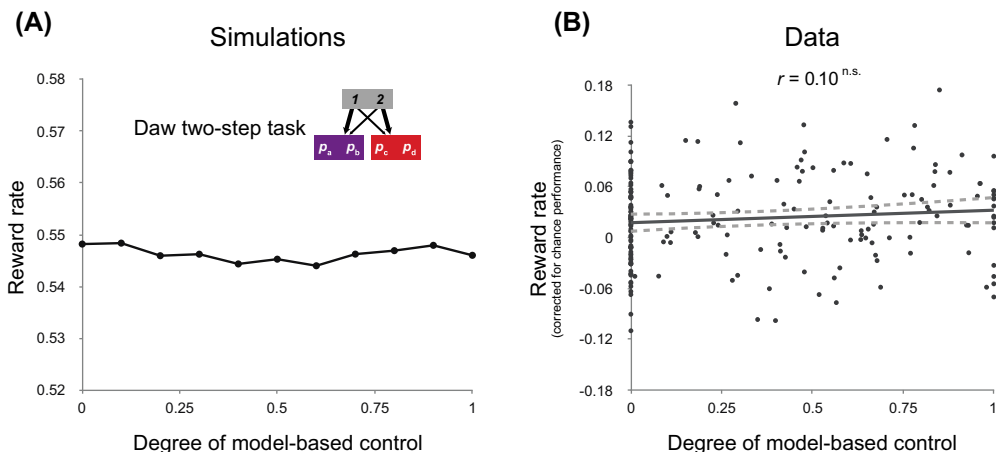 (A)
Simulations
0.58
0.57
0.56
0.55
0.54
0.53
0.52
Reward rate
Daw two-step task
1 2
pa pb pc pd
0 0.25 0.5 0.75 1
Degree of model-based control
(B)
Data
r = 0.10 n.s.
0.18
0.12
0.06
0
-0.06
-0.12
-0.18
Reward rate
(corrected for chance performance)
0 0.25 0.5 0.75 1
Degree of model-based control